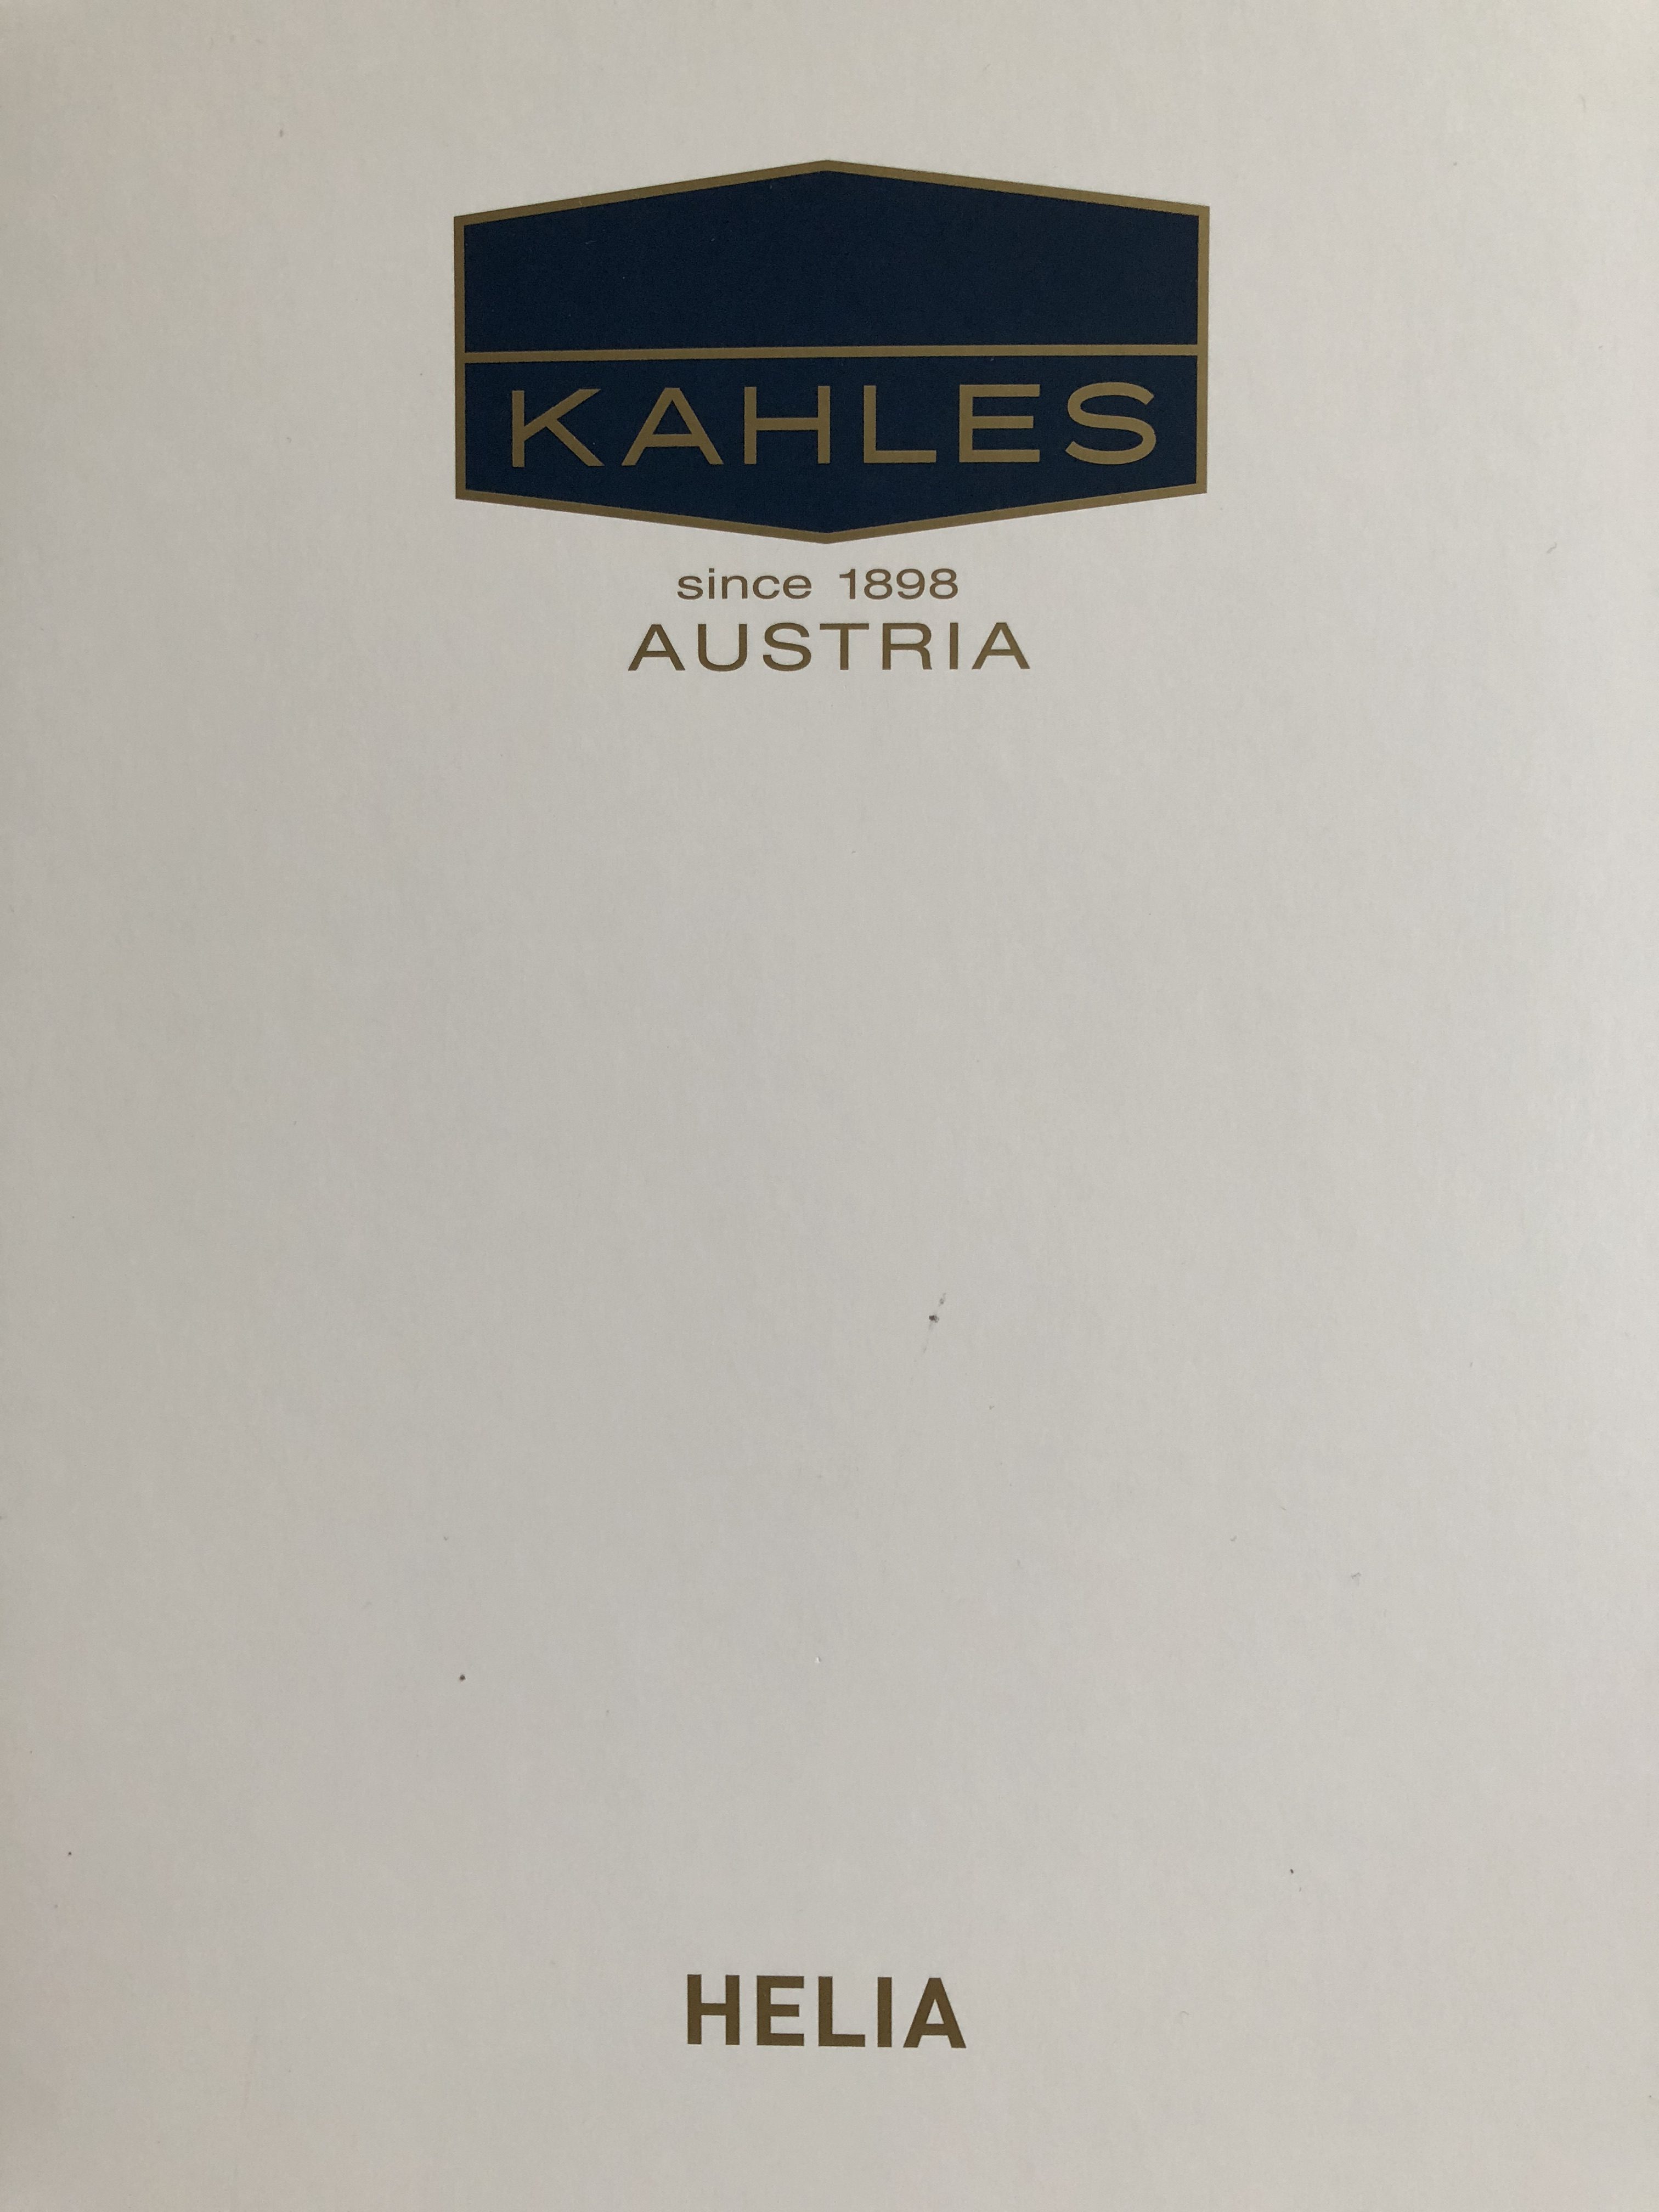 KAHLES
since 1898
AUSTRIA
HELIA